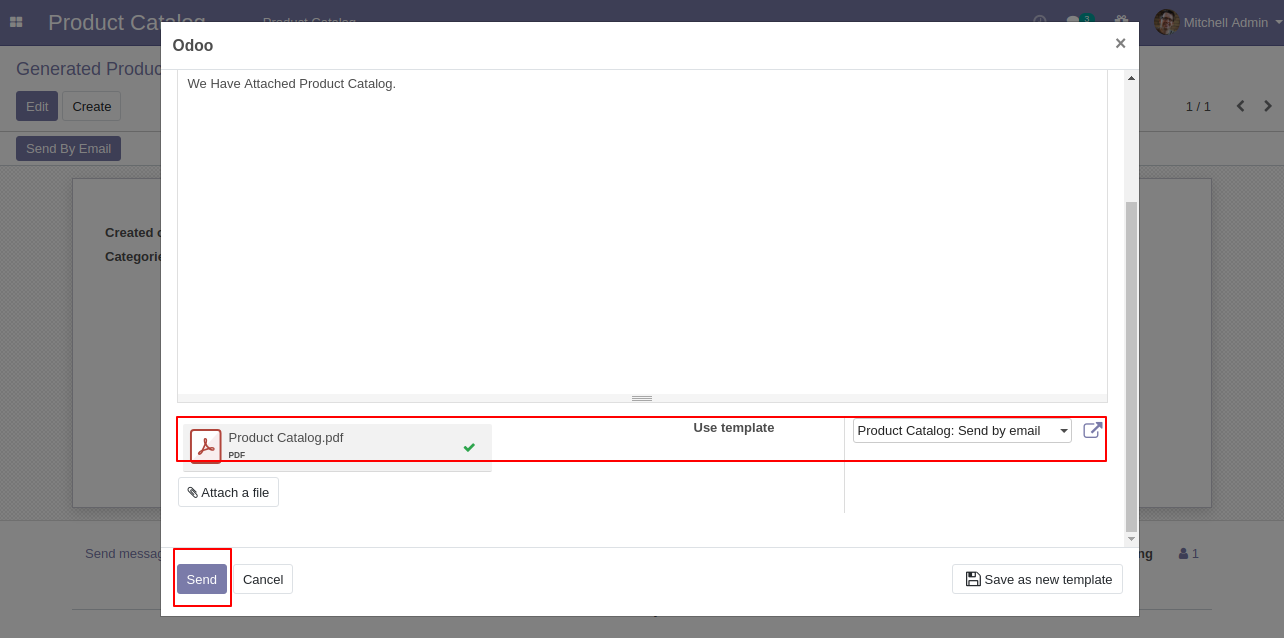 Product Catalog
Product Catalog
3
Mitchell Admin
Odoo
×
Generated Produc
We Have Attached Product Catalog.
Edit
Create
1 / 1
Send By Email
Created
Categorie
Product Catalog.pdf
PDF
Use template
Product Catalog: Send by email
Attach a file
Send messag
ng
1
Send
Cancel
Save as new template